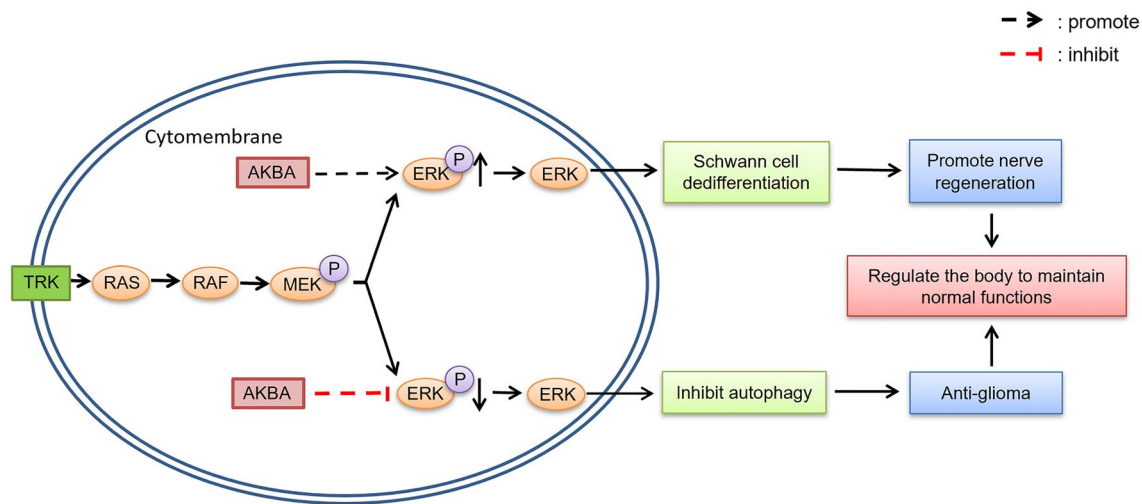 : promote
: inhibit
Cytomembrane
AKBA
ERK
P
ERK
Schwann cell
dedifferentiation
Promote nerve
regeneration
TRK
RAS
RAF
MEK
P
Regulate the body to maintain
normal functions
AKBA
ERK
P
ERK
Inhibit autophagy
Anti-glioma